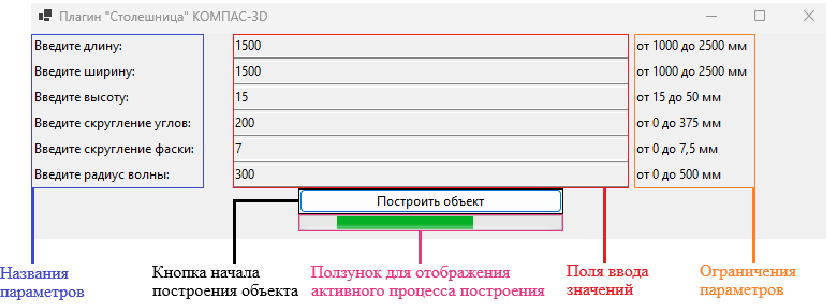 Плагин "Столешница" КОМПАС-3D
Введите длину: 1500 от 1000 до 2500 мм
Введите ширину: 1500 от 1000 до 2500 мм
Введите высоту: 15 от 15 до 50 мм
Введите скругление углов: 200 от 0 до 375 мм
Введите скругление фаски: 7 от 0 до 7,5 мм
Введите радиус волны: 300 от 0 до 500 мм
Построить объект
Названия
параметров
Кнопка начала
построения объекта
Ползунок для отображения
активного процесса построения
Поля ввода
значений
Ограничения
параметров